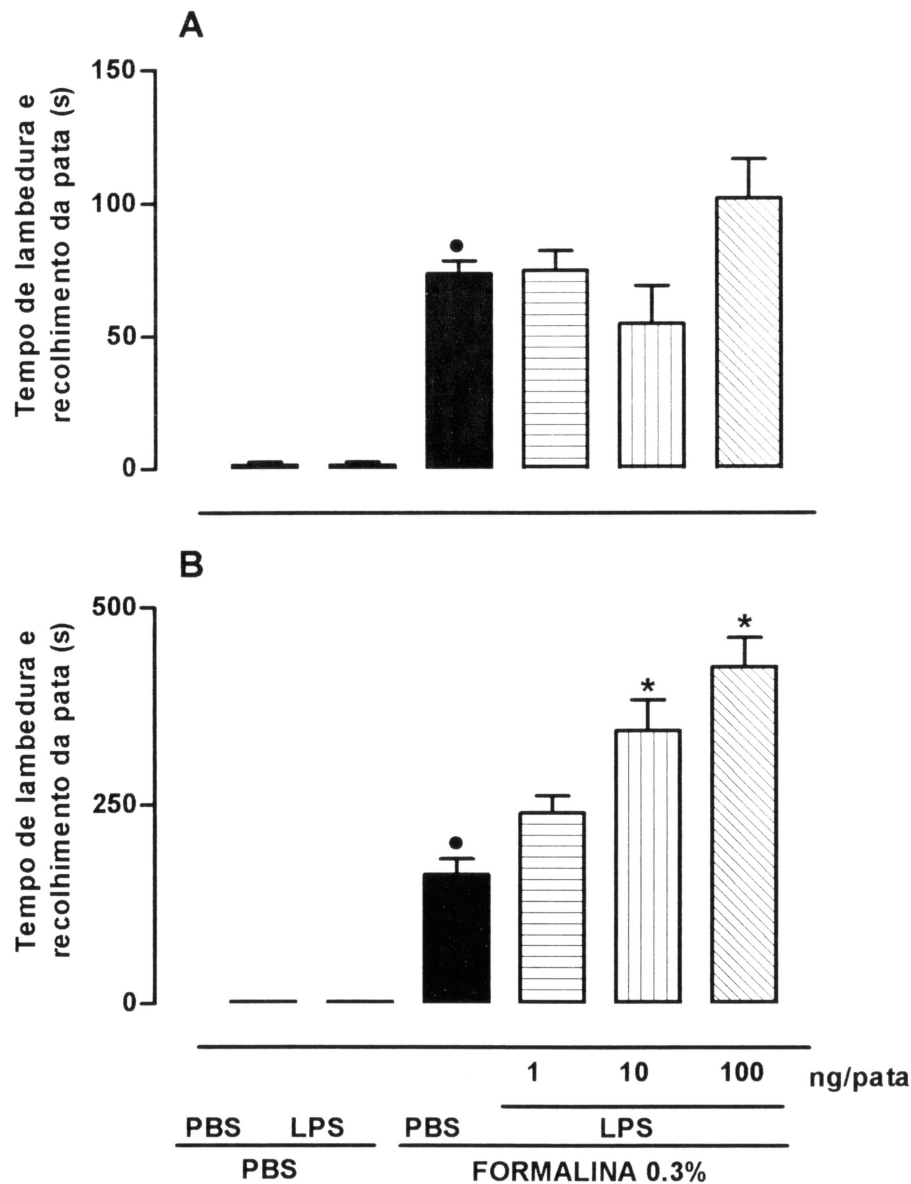 A
Tempo de lambedura e
recolhimento da pata (s)
150
100
50
0
●
B
Tempo de lambedura e
recolhimento da pata (s)
500
250
0
●
*
*
1 10 100 ng/pata
PBS LPS PBS LPS
PBS FORMALINA 0.3%